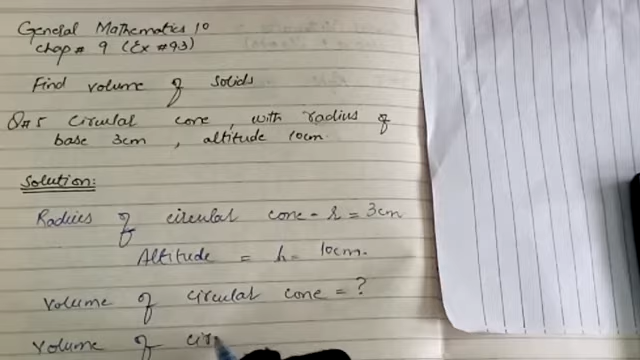 General Mathematics 10
Chap # 9 (Ex # 9.3)
Find volume of Solids
Q#5 Circular cone, with radius of
base 3cm, altitude 10cm.
Solution:
Radius of circular cone - r = 3cm
Altitude = h = 10cm.
Volume of circular cone = ?
Volume of cir